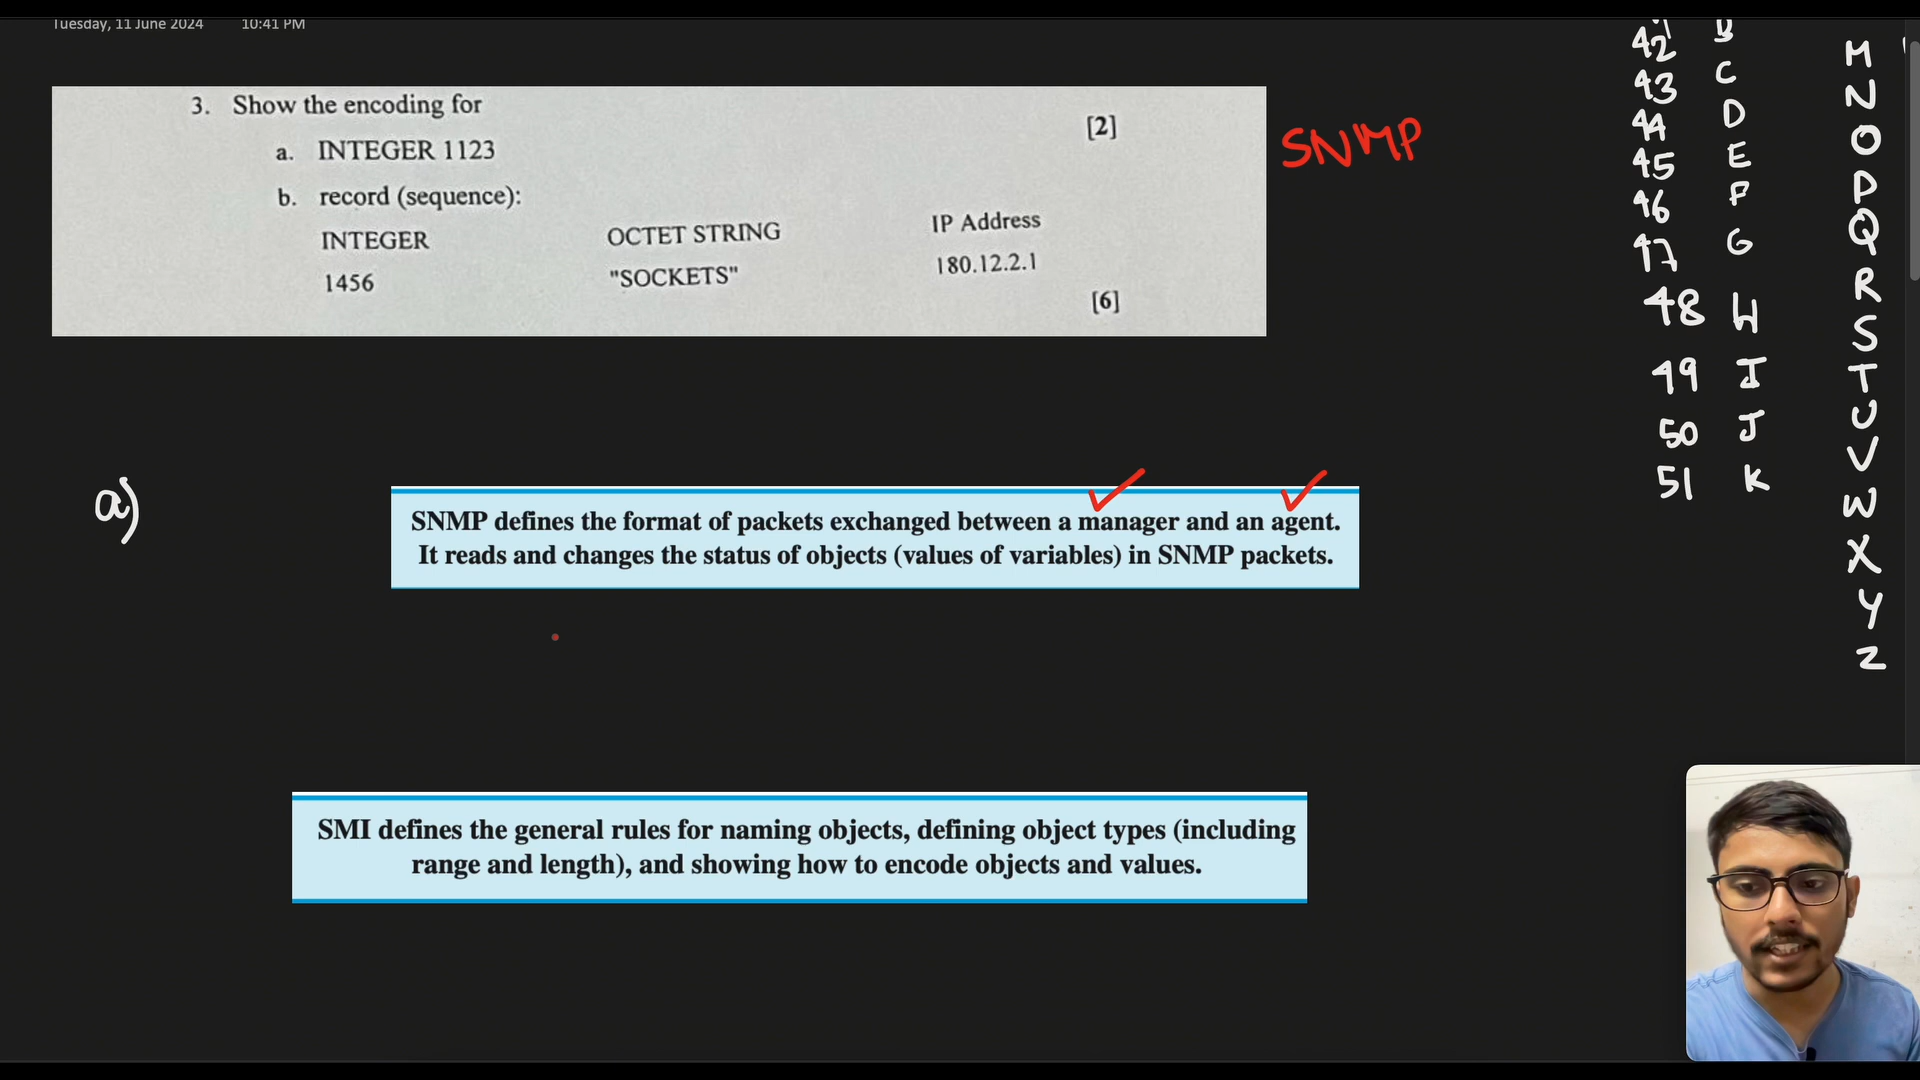 Tuesday, 11 June 2024 10:41 PM
3. Show the encoding for
[2]
a. INTEGER 1123
b. record (sequence):
INTEGER OCTET STRING IP Address
1456 "SOCKETS" 180.12.2.1
[6]
SNMP
a)
SNMP defines the format of packets exchanged between a manager and an agent.
It reads and changes the status of objects (values of variables) in SNMP packets.
SMI defines the general rules for naming objects, defining object types (including
range and length), and showing how to encode objects and values.
42
43 C
44 D
45 E
46 F
47 G
48 H
49 I
50 J
51 K
M
N
O
P
Q
R
S
T
U
V
W
X
Y
Z